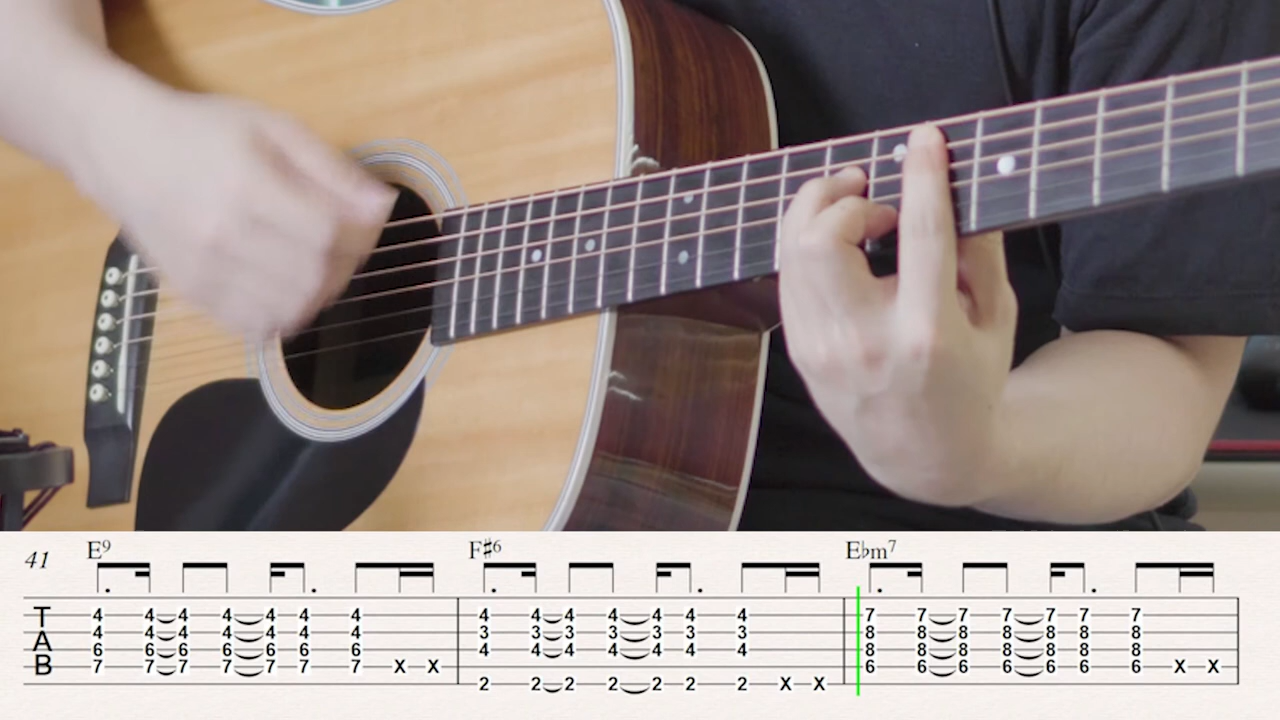 41 E9 F♯6 E♭m7
T 4 4 4 4 4 4 4 4 4 4 4 4 4 4 7 7 7 7 7 7 7
A 4 4 4 4 4 4 4 3 3 3 3 3 3 3 8 8 8 8 8 8 8
6 6 6 6 6 6 6 4 4 4 4 4 4 4 8 8 8 8 8 8 8
B 7 7 7 7 7 7 7 X X 6 6 6 6 6 6 6 X X
2 2 2 2 2 2 2 X X